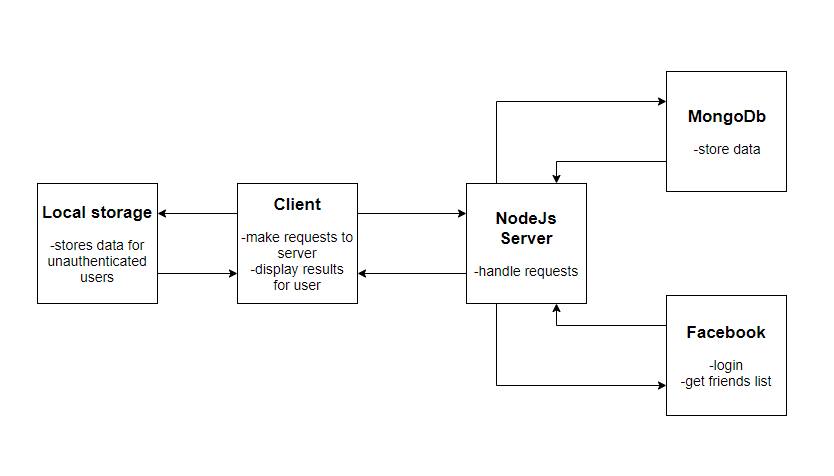 Local storage
-stores data for
unauthenticated
users
Client
-make requests to
server
-display results
for user
NodeJs
Server
-handle requests
MongoDb
-store data
Facebook
-login
-get friends list